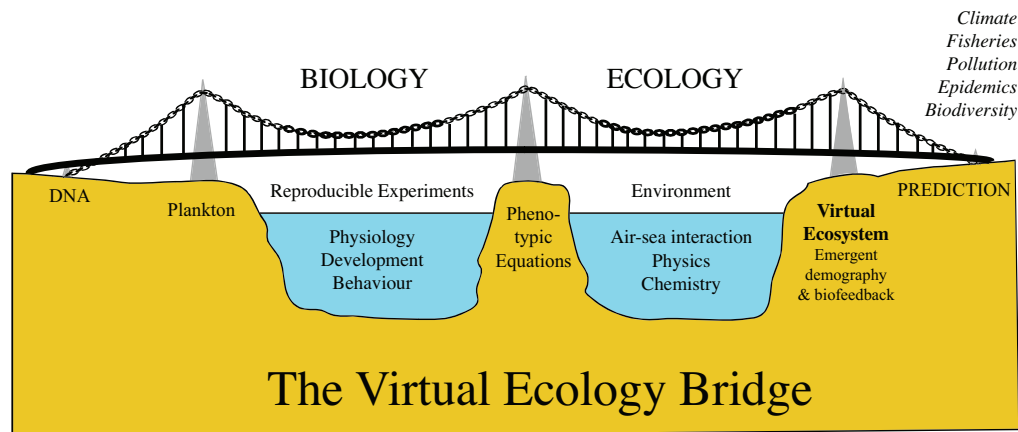 Climate
Fisheries
Pollution
Epidemics
Biodiversity
BIOLOGY
ECOLOGY
DNA
Plankton
Reproducible Experiments
Physiology
Development
Behaviour
Pheno-
typic
Equations
Environment
Air-sea interaction
Physics
Chemistry
PREDICTION
Virtual
Ecosystem
Emergent
demography
& biofeedback
The Virtual Ecology Bridge